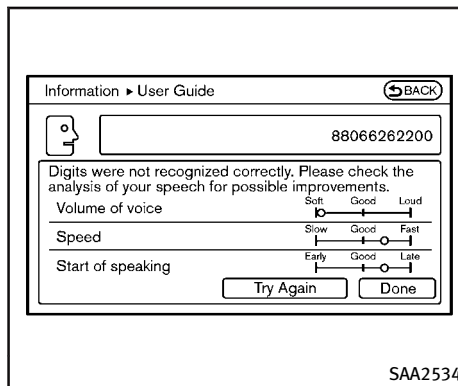 Information ▸ User Guide
BACK
88066262200
Digits were not recognized correctly. Please check the
analysis of your speech for possible improvements.
Volume of voice
Soft Good Loud
Speed
Slow Good Fast
Start of speaking
Early Good Late
Try Again
Done
SAA2534